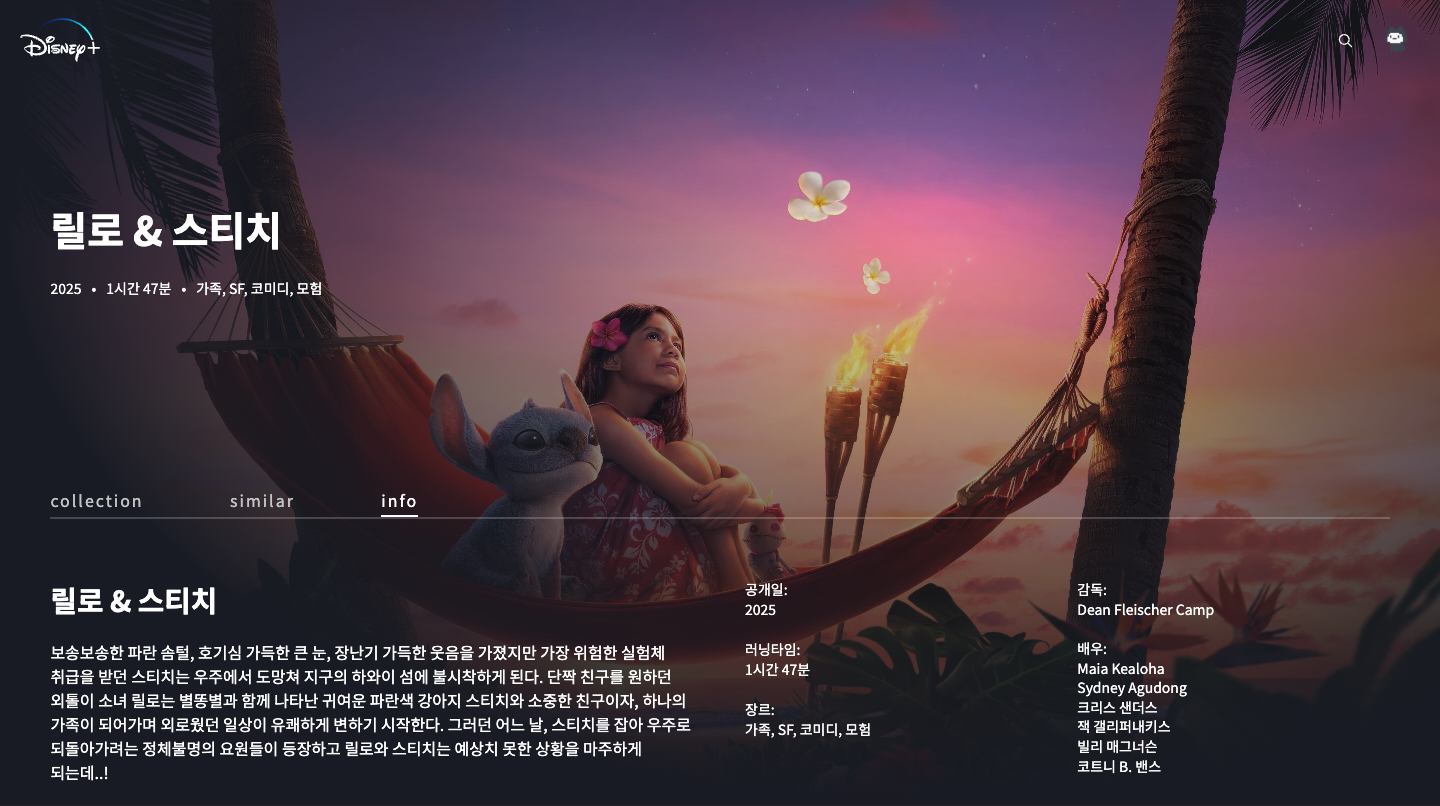 Disney+
릴로 & 스티치
2025 • 1시간 47분 • 가족, SF, 코미디, 모험
collection similar info
릴로 & 스티치
보송보송한 파란 솜털, 호기심 가득한 큰 눈, 장난기 가득한 웃음을 가졌지만 가장 위험한 실험체
취급을 받던 스티치는 우주에서 도망쳐 지구의 하와이 섬에 불시착하게 된다. 단짝 친구를 원하던
외톨이 소녀 릴로는 별똥별과 함께 나타난 귀여운 파란색 강아지 스티치와 소중한 친구이자, 하나의
가족이 되어가며 외로웠던 일상이 유쾌하게 변하기 시작한다. 그러던 어느 날, 스티치를 잡아 우주로
되돌아가려는 정체불명의 요원들이 등장하고 릴로와 스티치는 예상치 못한 상황을 마주하게
되는데..!
공개일:
2025
러닝타임:
1시간 47분
장르:
가족, SF, 코미디, 모험
감독:
Dean Fleischer Camp
배우:
Maia Kealoha
Sydney Agudong
크리스 샌더스
잭 갤리퍼내키스
빌리 매그너슨
코트니 B. 밴스